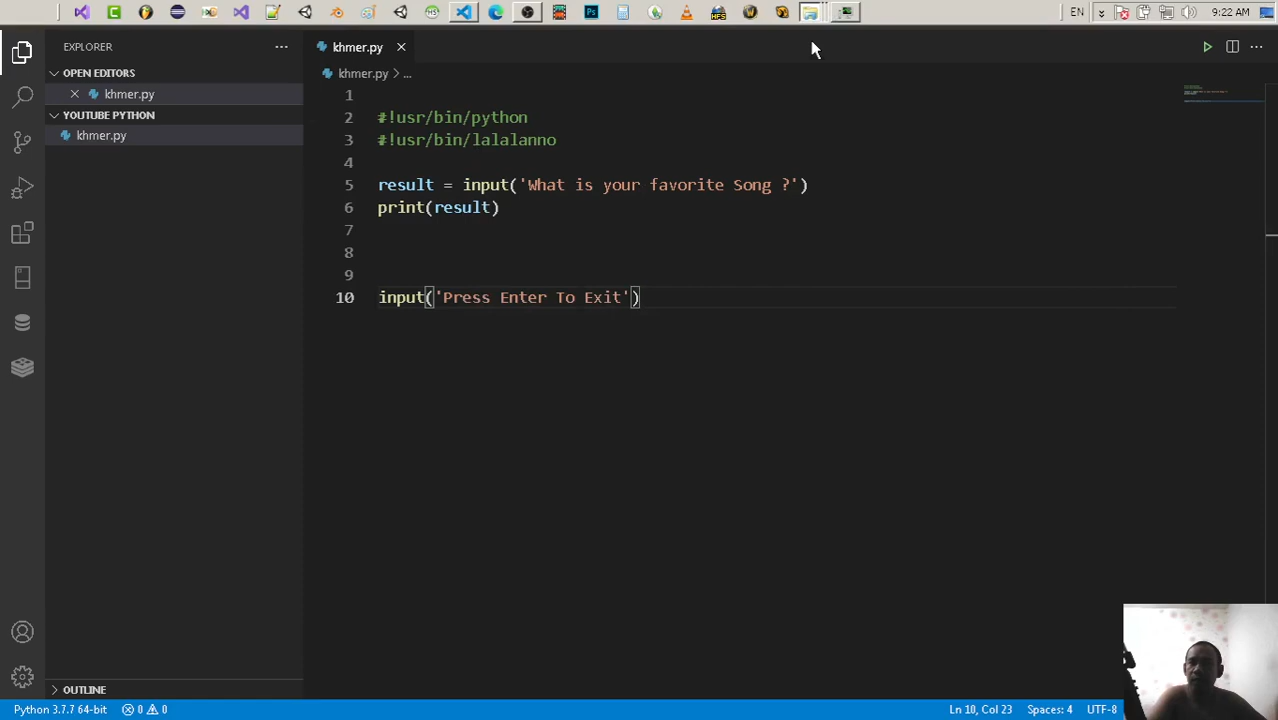 EN
9:22 AM
EXPLORER
khmer.py
OPEN EDITORS
khmer.py
khmer.py
...
YOUTUBE PYTHON
khmer.py
1
2 #!usr/bin/python
3 #!usr/bin/lalalanno
4
5 result = input('What is your favorite Song ?')
6 print(result)
7
8
9
10 input('Press Enter To Exit')
OUTLINE
Python 3.7.7 64-bit 0 0 Ln 10, Col 23 Spaces: 4 UTF-8